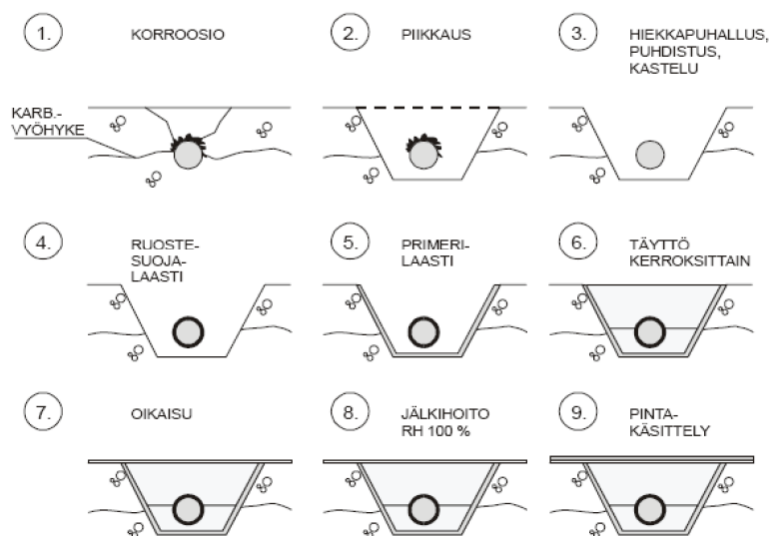 1.
KORROOSIO
2.
PIIKKAUS
3.
HIEKKAPUHALLUS,
PUHDISTUS,
KASTELU
KARB.-
VYÖHYKE
4.
RUOSTE-
SUOJA-
LAASTI
5.
PRIMERI-
LAASTI
6.
TÄYTTÖ
KERROKSITTAIN
7.
OIKAISU
8.
JÄLKIHOITO
RH 100 %
9.
PINTA-
KÄSITTELY